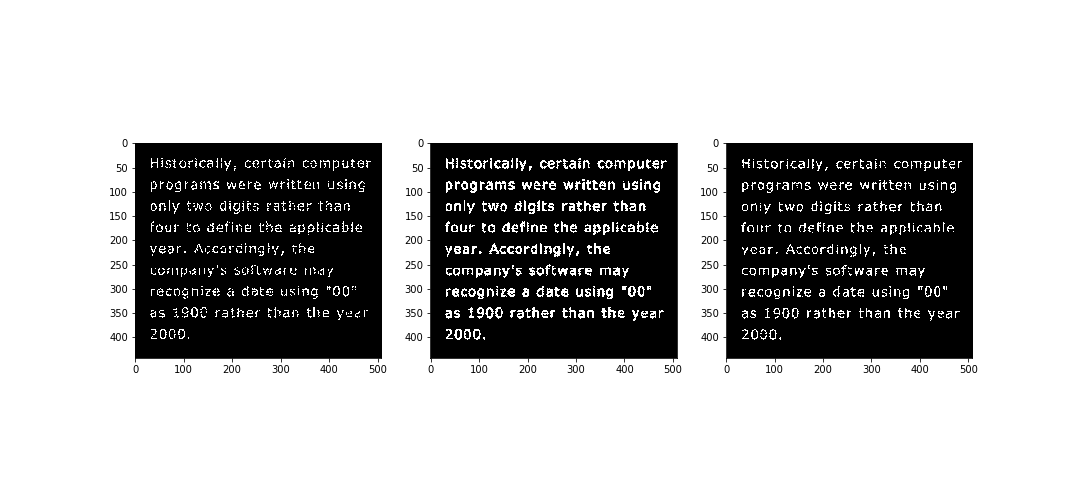 0
50
100
150
200
250
300
350
400
Historically, certain computer
programs were written using
only two digits rather than
four to define the applicable
year. Accordingly, the
company's software may
recognize a date using "00"
as 1900 rather than the year
2000.
0 100 200 300 400 500
0
50
100
150
200
250
300
350
400
Historically, certain computer
programs were written using
only two digits rather than
four to define the applicable
year. Accordingly, the
company's software may
recognize a date using "00"
as 1900 rather than the year
2000.
0 100 200 300 400 500
0
50
100
150
200
250
300
350
400
Historically, certain computer
programs were written using
only two digits rather than
four to define the applicable
year. Accordingly, the
company's software may
recognize a date using "00"
as 1900 rather than the year
2000.
0 100 200 300 400 500